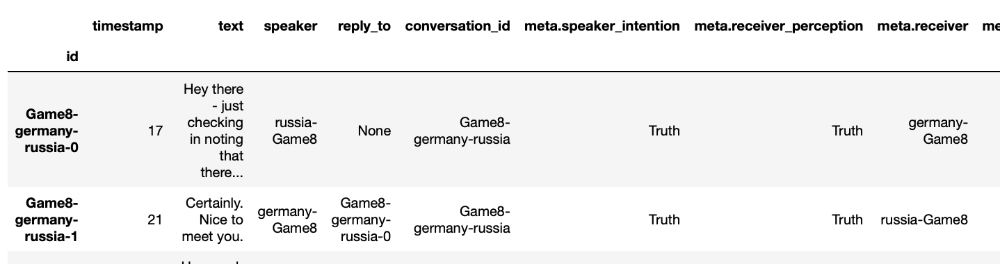 timestamp text speaker reply_to conversation_id meta.speaker_intention meta.receiver_perception meta.receiver me
id
Hey there
- just
checking
in noting
that
there...
Game8-
germany-
russia-0
17
russia-
Game8
None
Game8-
germany-russia
Truth
Truth
germany-
Game8
Game8-
germany-
russia-1
21
Certainly.
Nice to
meet you.
germany-
Game8
Game8-
germany-
russia-0
Game8-
germany-russia
Truth
Truth
russia-Game8